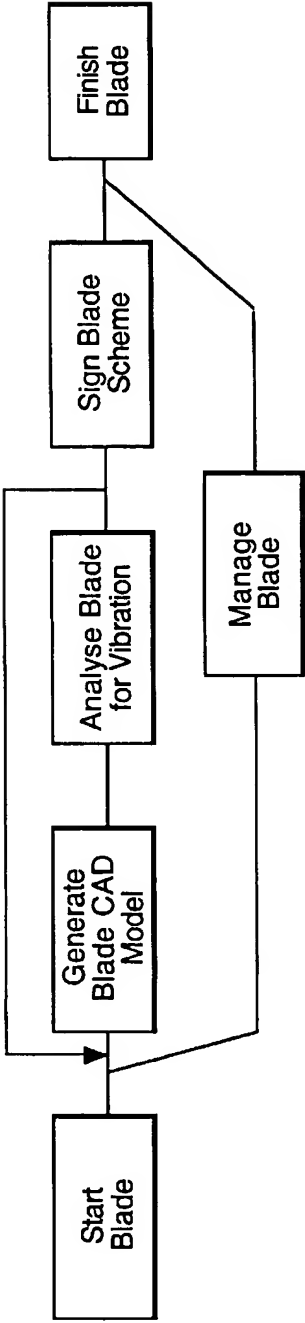 Start
Blade
Generate
Blade CAD
Model
Analyse Blade
for Vibration
Sign Blade
Scheme
Finish
Blade
Manage
Blade